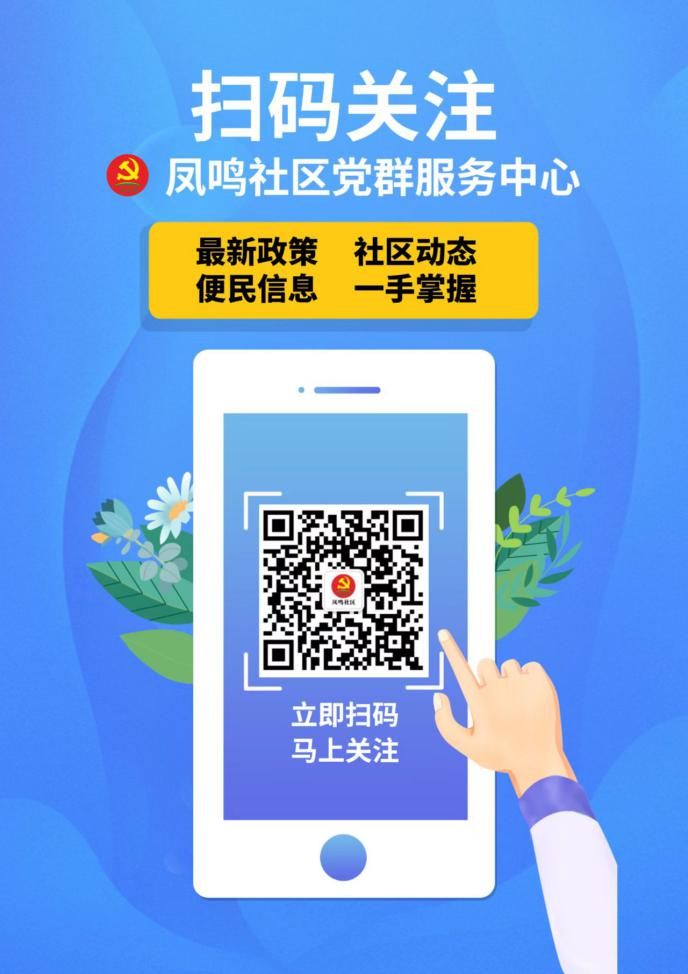 扫码关注
凤鸣社区党群服务中心
最新政策 社区动态
便民信息 一手掌握
凤鸣社区
立即扫码
马上关注